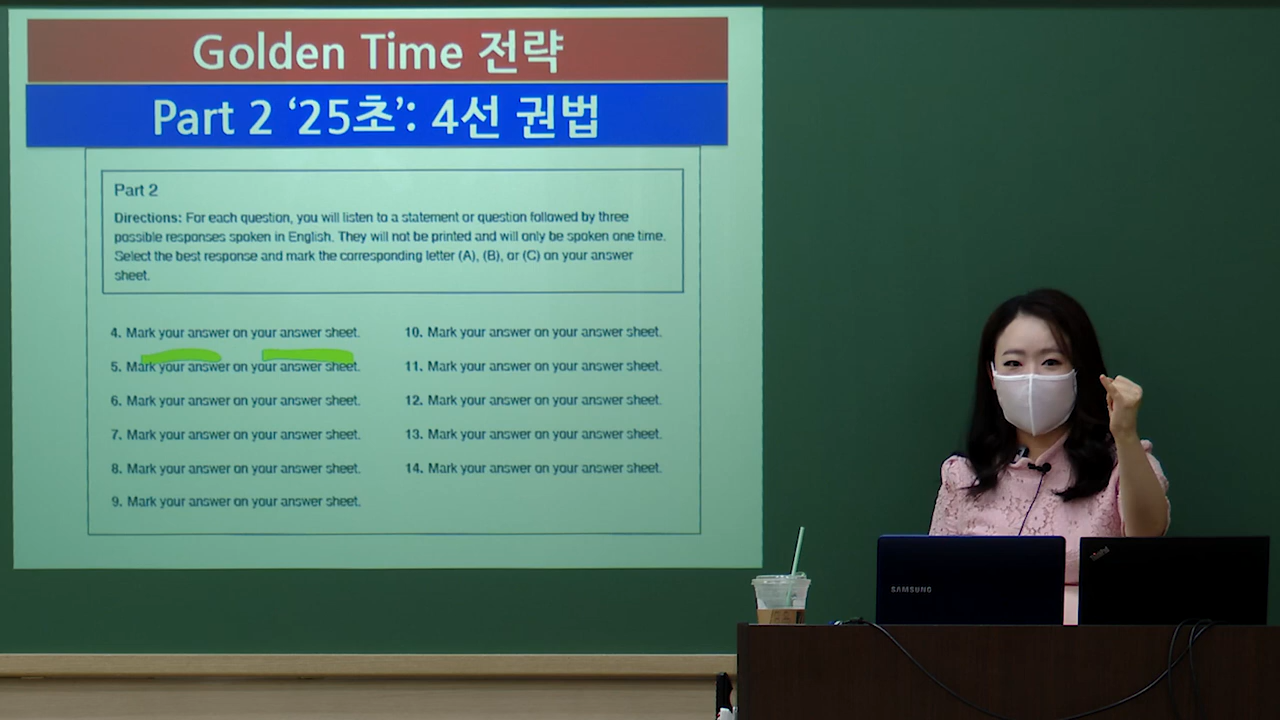 Golden Time 전략
Part 2 ‘25초’: 4선 권법
Part 2
Directions: For each question, you will listen to a statement or question followed by three
possible responses spoken in English. They will not be printed and will only be spoken one time.
Select the best response and mark the corresponding letter (A), (B), or (C) on your answer
sheet.
4. Mark your answer on your answer sheet.
5. Mark your answer on your answer sheet.
6. Mark your answer on your answer sheet.
7. Mark your answer on your answer sheet.
8. Mark your answer on your answer sheet.
9. Mark your answer on your answer sheet.
10. Mark your answer on your answer sheet.
11. Mark your answer on your answer sheet.
12. Mark your answer on your answer sheet.
13. Mark your answer on your answer sheet.
14. Mark your answer on your answer sheet.
SAMSUNG
ThinkPad